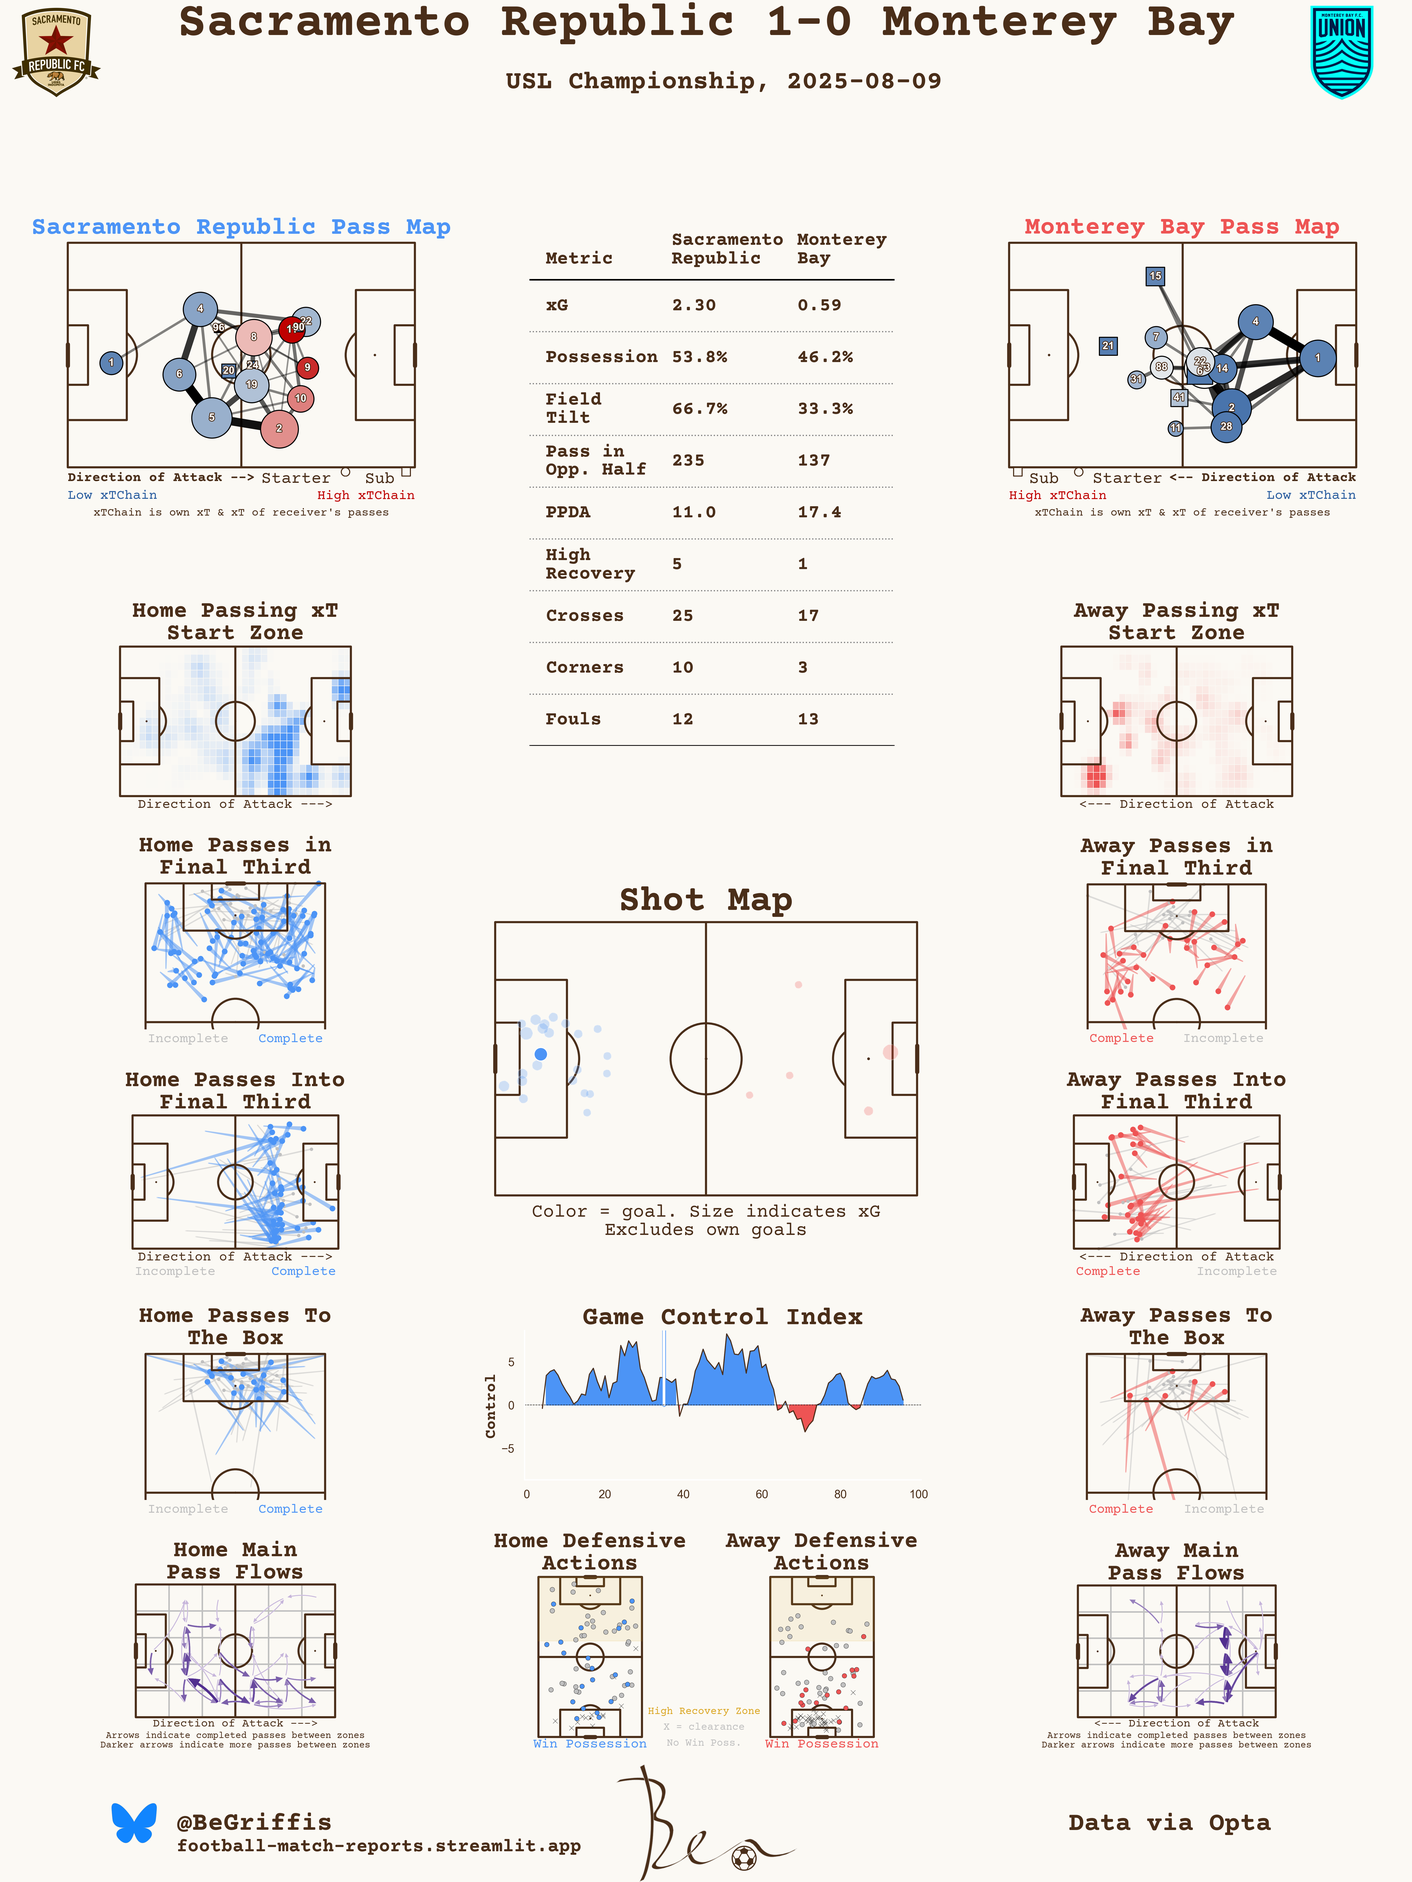 Sacramento Republic 1-0 Monterey Bay
USL Championship, 2025-08-09
SACRAMENTO
REPUBLIC FC
MONTEREY BAY F.C.
UNION
Sacramento Republic Pass Map
4
96
17
90
22
8
1
6
20
24
9
19
10
5
2
Direction of Attack --> Starter Sub
Low xTChain High xTChain
xTChain is own xT & xT of receiver's passes
Metric Sacramento Republic Monterey Bay
xG 2.30 0.59
Possession 53.8% 46.2%
Field Tilt 66.7% 33.3%
Pass in Opp. Half 235 137
PPDA 11.0 17.4
High Recovery 5 1
Crosses 25 17
Corners 10 3
Fouls 12 13
Monterey Bay Pass Map
15
4
7
21
1
22
88
6
14
31
41
2
11
28
Sub Starter <-- Direction of Attack
High xTChain Low xTChain
xTChain is own xT & xT of receiver's passes
Home Passing xT
Start Zone
Direction of Attack --->
Away Passing xT
Start Zone
<--- Direction of Attack
Home Passes in
Final Third
Incomplete Complete
Away Passes in
Final Third
Complete Incomplete
Shot Map
Color = goal. Size indicates xG
Excludes own goals
Home Passes Into
Final Third
Direction of Attack --->
Incomplete Complete
Away Passes Into
Final Third
<--- Direction of Attack
Complete Incomplete
Home Passes To
The Box
Incomplete Complete
Game Control Index
Control
5
0
−5
0 20 40 60 80 100
Away Passes To
The Box
Complete Incomplete
Home Main
Pass Flows
Direction of Attack --->
Arrows indicate completed passes between zones
Darker arrows indicate more passes between zones
Home Defensive
Actions
Win Possession
High Recovery Zone
X = clearance
No Win Poss.
Away Defensive
Actions
Win Possession
Away Main
Pass Flows
<--- Direction of Attack
Arrows indicate completed passes between zones
Darker arrows indicate more passes between zones
@BeGriffis
football-match-reports.streamlit.app
Ben
Data via Opta